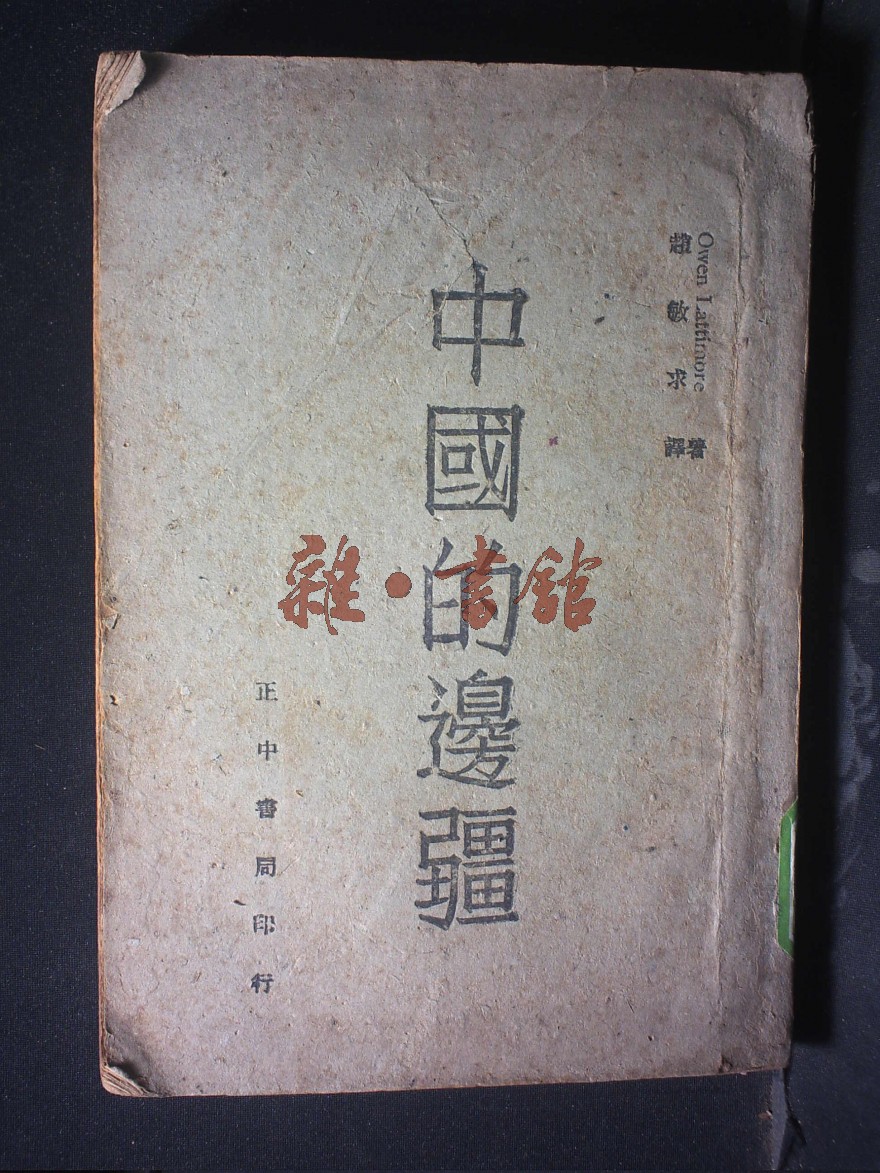 Owen Lattimore 著
趙敏求 譯
中國的邊疆
正中書局印行
雜·書館